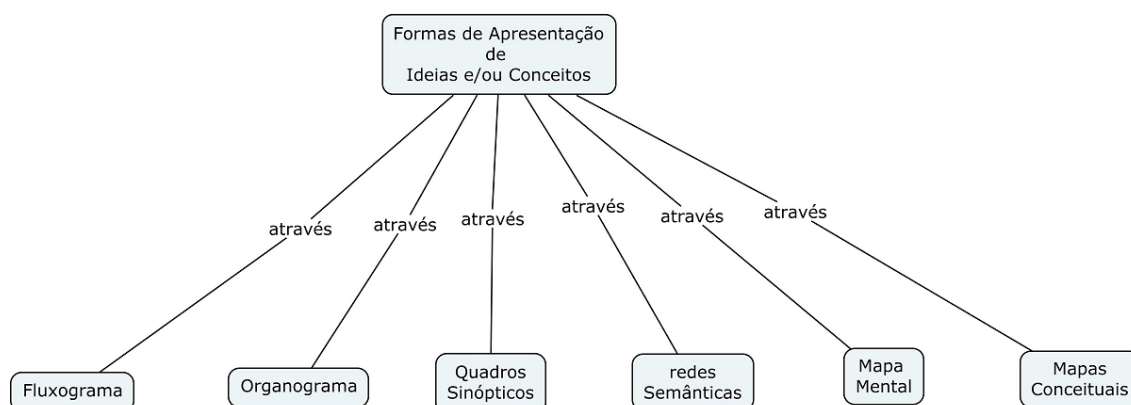 Formas de Apresentação
de
Ideias e/ou Conceitos
através
através
através
através
através
através
Fluxograma
Organograma
Quadros
Sinópticos
redes
Semânticas
Mapa
Mental
Mapas
Conceituais